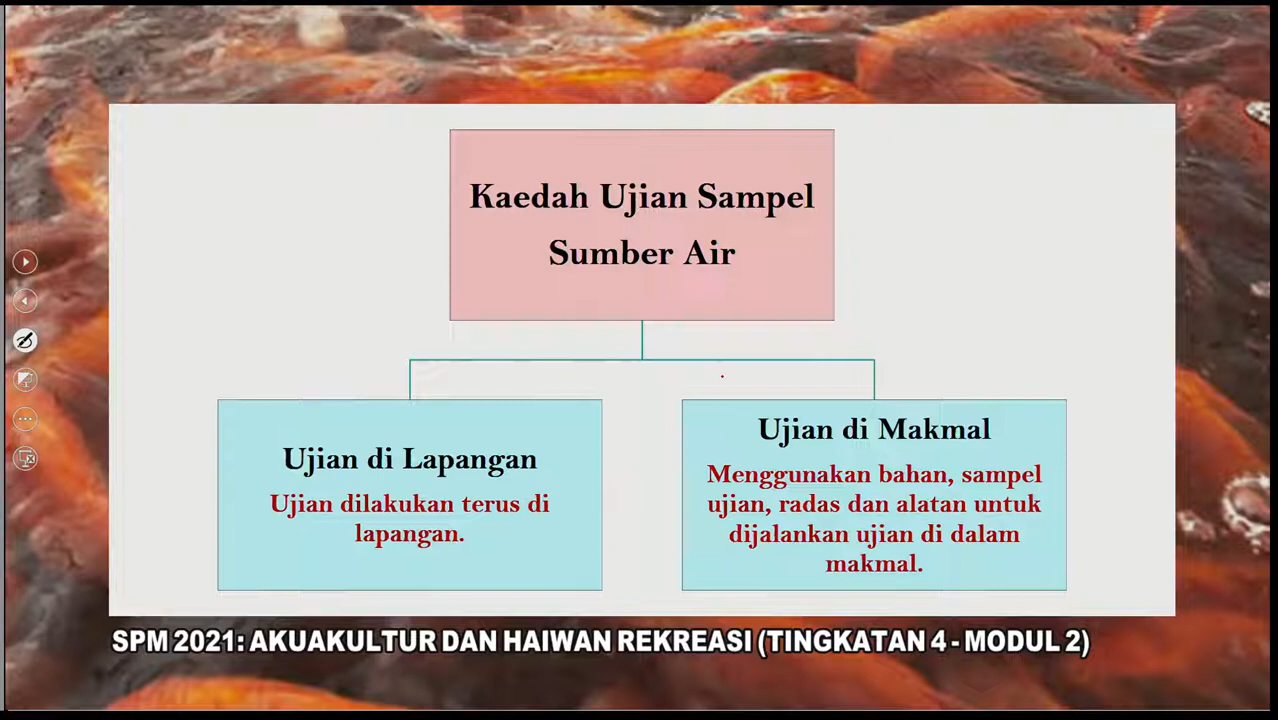 Kaedah Ujian Sampel
Sumber Air
Ujian di Lapangan
Ujian dilakukan terus di
lapangan.
Ujian di Makmal
Menggunakan bahan, sampel
ujian, radas dan alatan untuk
dijalankan ujian di dalam
makmal.
SPM 2021: AKUAKULTUR DAN HAIWAN REKREASI (TINGKATAN 4 - MODUL 2)